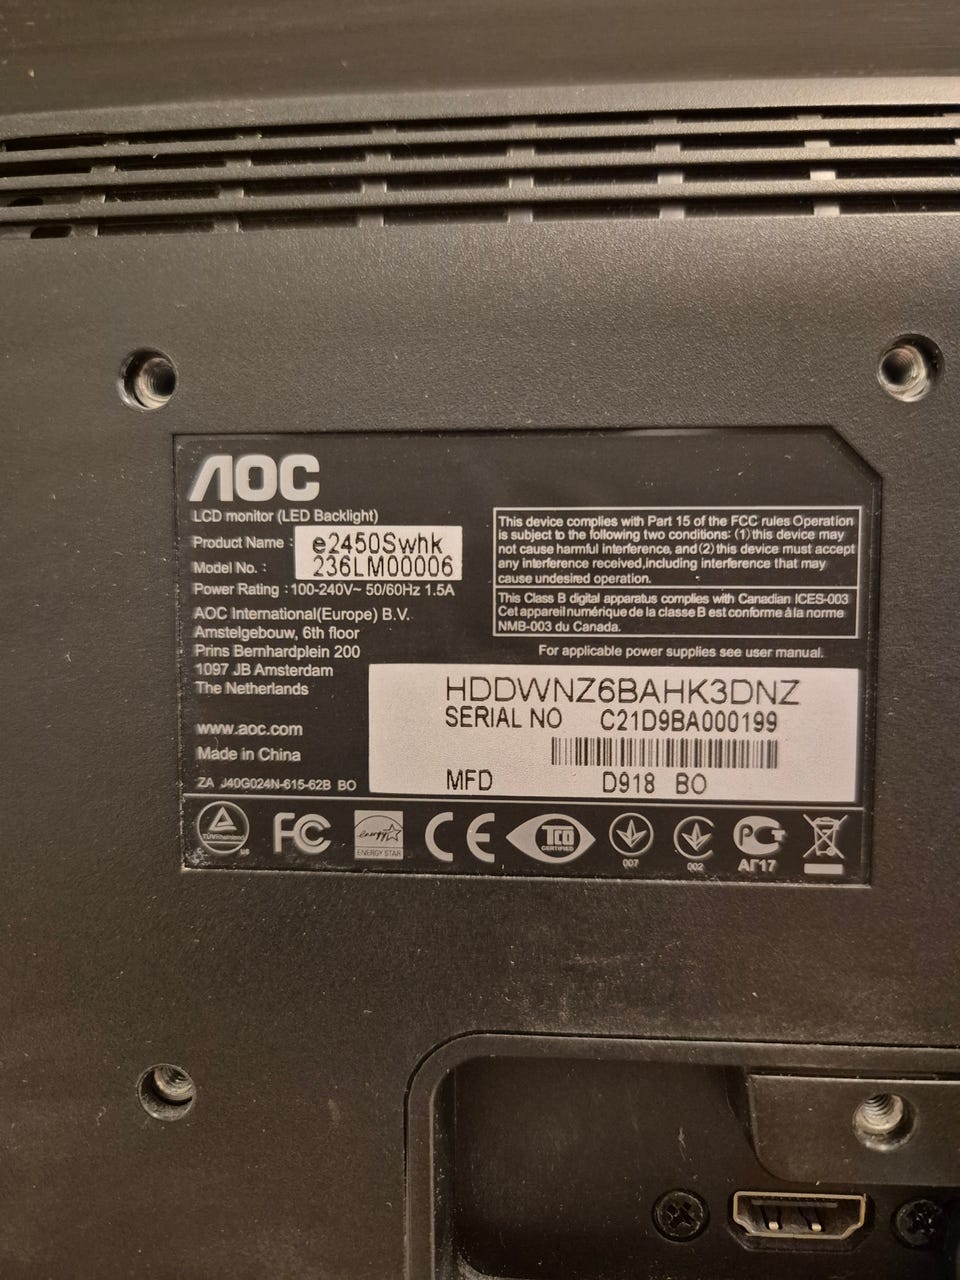 AOC
LCD monitor (LED Backlight)
Product Name : e2450Swhk
Model No. : 236LM00006
Power Rating : 100-240V~ 50/60Hz 1.5A
AOC International(Europe) B.V.
Amstelgebouw, 6th floor
Prins Bernhardplein 200
1097 JB Amsterdam
The Netherlands
www.aoc.com
Made in China
ZA J40G024N-615-62B BO
This device complies with Part 15 of the FCC rules Operation
is subject to the following two conditions: (1)this device may
not cause harmful interference, and(2)this device must accept
any interference received,including interference that may
cause undesired operation.
This Class B digital apparatus complies with Canadian ICES-003
Cet appareil numérique de la classe B est conforme à la norme
NMB-003 du Canada.
For applicable power supplies see user manual.
HDDWNZ6BAHK3DNZ
SERIAL NO C21D9BA000199
MFD D918 BO
TÜVRheinland US
FC
energy
ENERGY STAR
CE
TCO
CERTIFIED
007
002
РСТ
АГ17